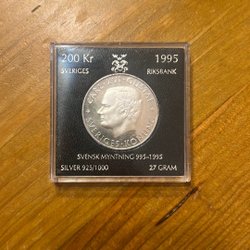 200 Kr 1995
SVERIGES RIKSBANK
CARL XVI GUSTAF
SVERIGES KONUNG
SVENSK MYNTNING 995-1995
SILVER 925/1000 27 GRAM